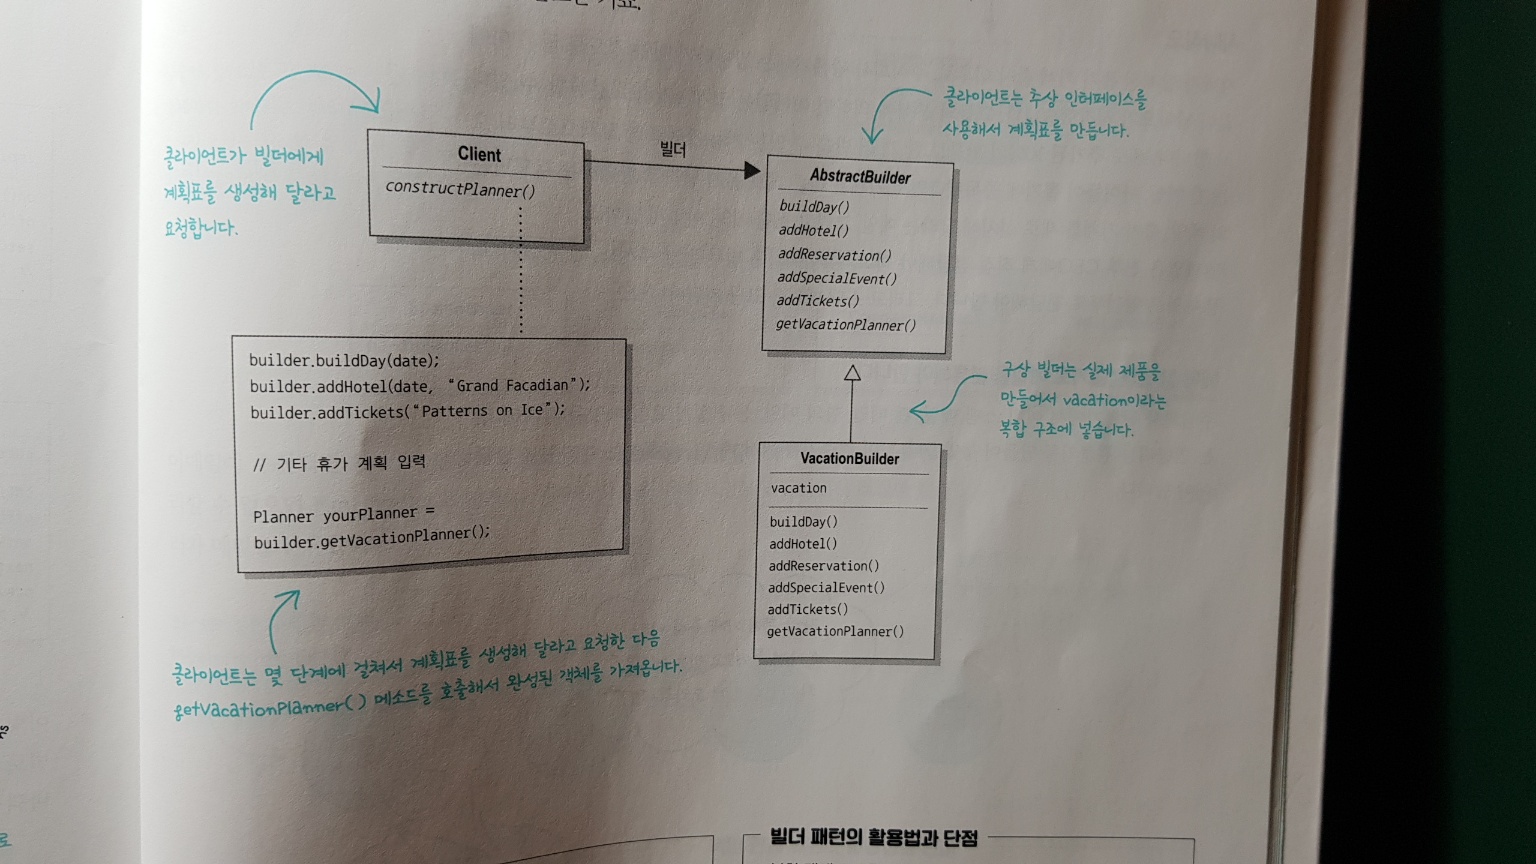 클라이언트가 빌더에게
계획표를 생성해 달라고
요청합니다.
Client
constructPlanner()
빌더
클라이언트는 추상 인터페이스를
사용해서 계획표를 만듭니다.
AbstractBuilder
buildDay()
addHotel()
addReservation()
addSpecialEvent()
addTickets()
getVacationPlanner()
builder.buildDay(date);
builder.addHotel(date, “Grand Facadian”);
builder.addTickets(“Patterns on Ice”);
// 기타 휴가 계획 입력
Planner yourPlanner =
builder.getVacationPlanner();
구상 빌더는 실제 제품을
만들어서 vacation이라는
복합 구조에 넣습니다.
VacationBuilder
vacation
buildDay()
addHotel()
addReservation()
addSpecialEvent()
addTickets()
getVacationPlanner()
클라이언트는 몇 단계에 걸쳐서 계획표를 생성해 달라고 요청한 다음
getVacationPlanner() 메소드를 호출해서 완성된 객체를 가져옵니다.
빌더 패턴의 활용법과 단점